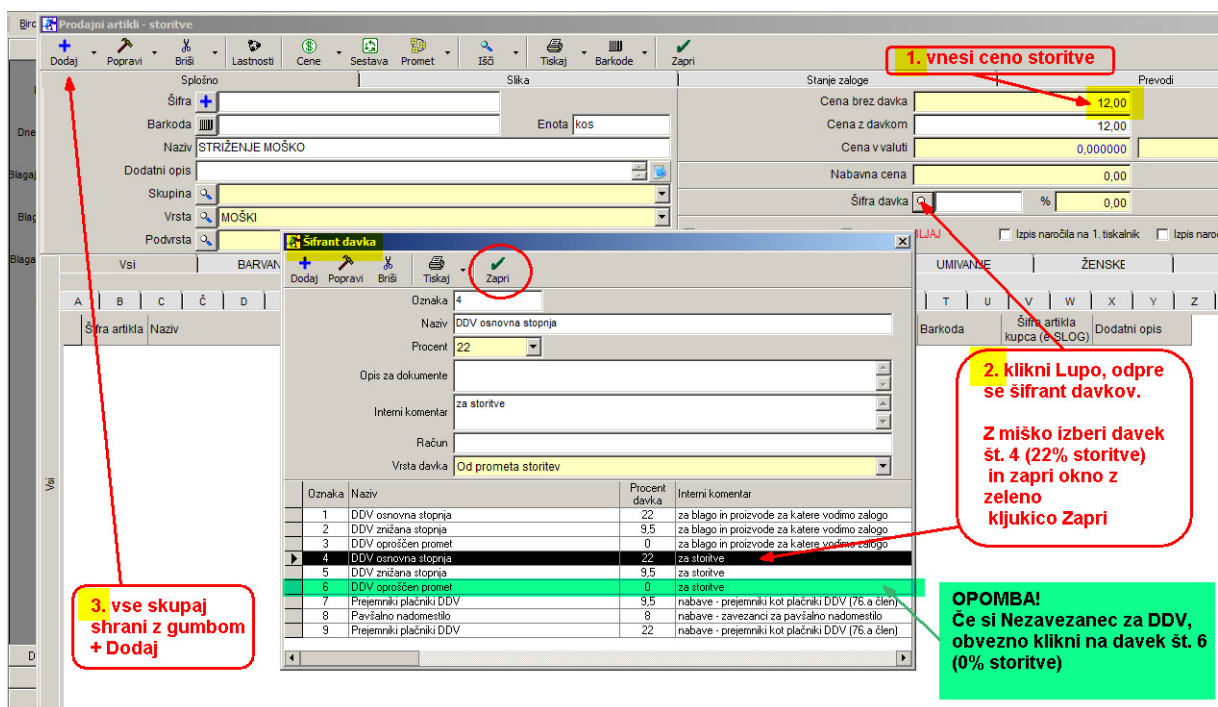 Birc
Prodajni artikli - storitve
Dodaj Popravi Briši Lastnosti Cene Sestava Promet Išči Tiskaj Barkode Zapri
1. vnesi ceno storitve
Splošno Slika Stanje zaloge Prevodi
Šifra
Cena brez davka 12,00
Barkoda
Enota kos
Cena z davkom 12,00
Naziv STRIŽENJE MOŠKO
Cena v valuti 0,000000
Dodatni opis
Nabavna cena 0,00
Skupina
Šifra davka % 0,00
Vrsta MOŠKI
Podvrsta
Izpis naročila na 1. tiskalnik
Vsi BARVAN
UMIVANJE ŽENSKE
A B C Č D
T U V W X Y Z
Šifra artikla Naziv
Barkoda Šifra artikla kupca (e-SLOG) Dodatni opis
Vsi
Šifrant davka
Dodaj Popravi Briši Tiskaj Zapri
Oznaka 4
Naziv DDV osnovna stopnja
Procent 22
Opis za dokumente
Interni komentar za storitve
Račun
Vrsta davka Od prometa storitev
Oznaka Naziv Procent davka Interni komentar
1 DDV osnovna stopnja 22 za blago in proizvode za katere vodimo zalogo
2 DDV znižana stopnja 9,5 za blago in proizvode za katere vodimo zalogo
3 DDV oproščen promet 0 za blago in proizvode za katere vodimo zalogo
4 DDV osnovna stopnja 22 za storitve
5 DDV znižana stopnja 9,5 za storitve
6 DDV oproščen promet 0 za storitve
7 Prejemniki plačniki DDV 9,5 nabave - prejemniki kot plačniki DDV (76.a člen)
8 Pavšalno nadomestilo 8 nabave - zavezanci za pavšalno nadomestilo
9 Prejemniki plačniki DDV 22 nabave - prejemniki kot plačniki DDV (76.a člen)
2. klikni Lupo, odpre
se šifrant davkov.
Z miško izberi davek
št. 4 (22% storitve)
in zapri okno z
zeleno
kljukico Zapri
3. vse skupaj
shrani z gumbom
+ Dodaj
OPOMBA!
Če si Nezavezanec za DDV,
obvezno klikni na davek št. 6
(0% storitve)